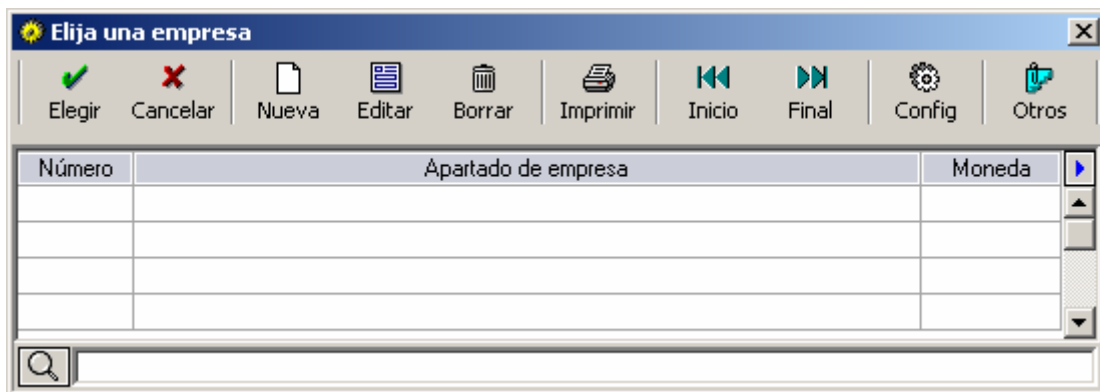 Elija una empresa
Elegir Cancelar Nueva Editar Borrar Imprimir Inicio Final Config Otros
Número Apartado de empresa Moneda